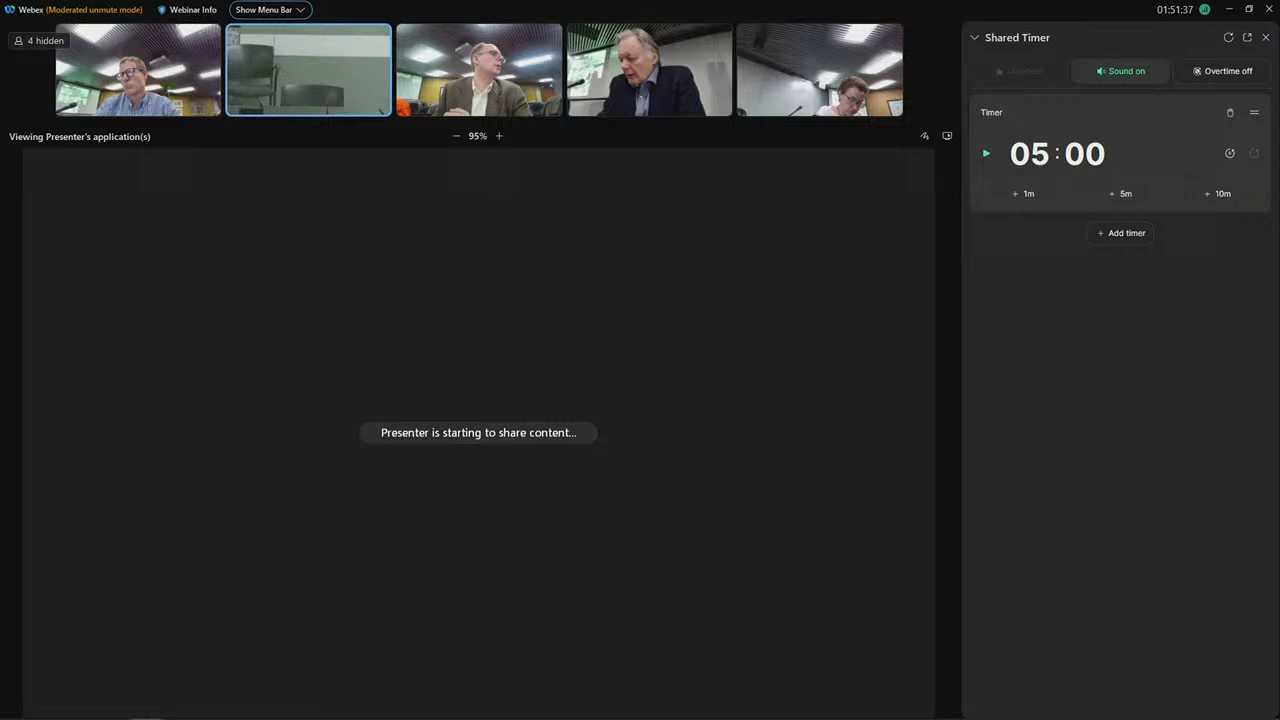 Webex (Moderated unmute mode) Webinar Info Show Menu Bar 01:51:37
4 hidden
Viewing Presenter's application(s) 95%
Presenter is starting to share content...
Shared Timer
Sound on Overtime off
Timer
05:00
+ 1m + 5m + 10m
+ Add timer